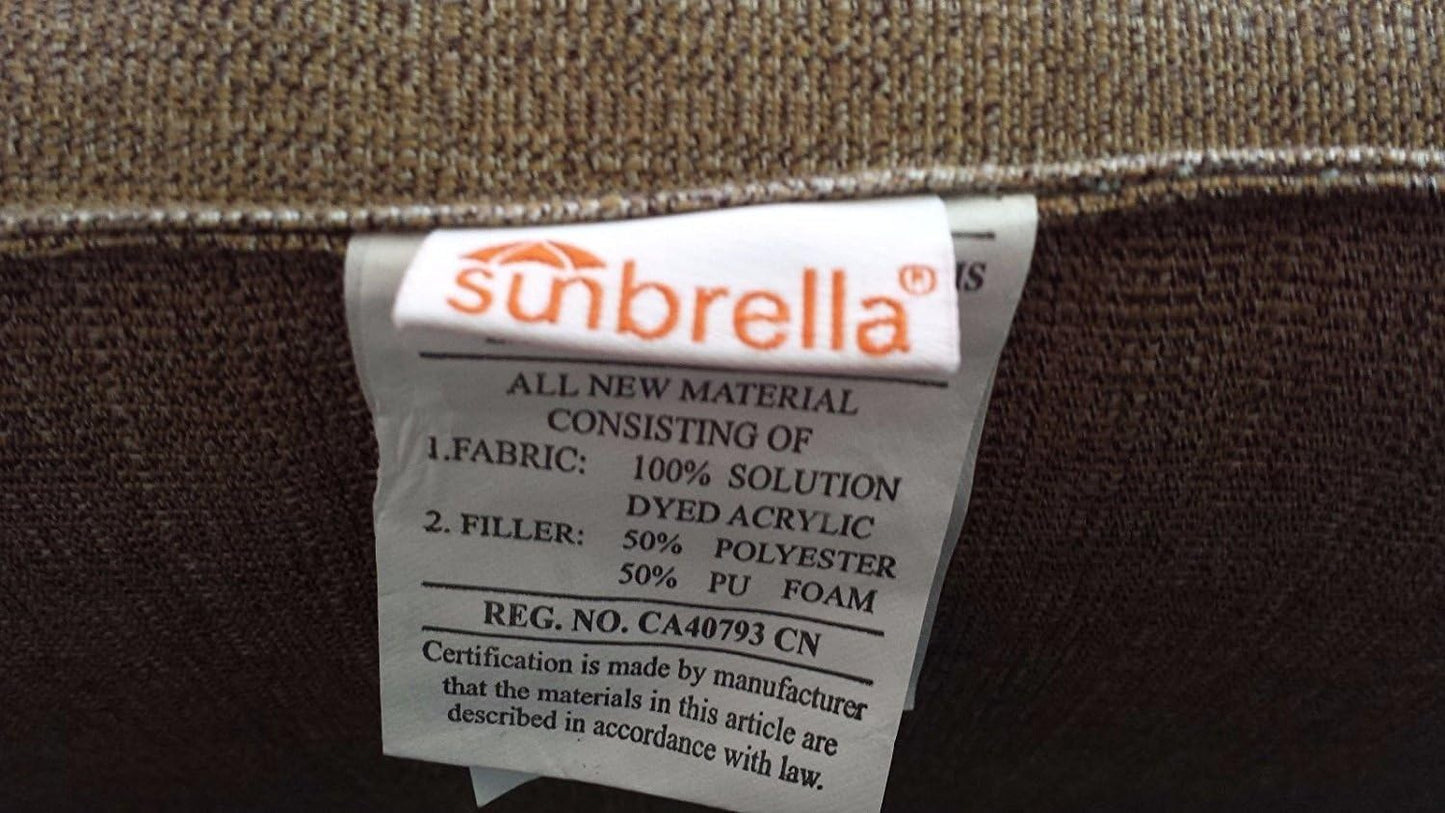 sunbrella®
ALL NEW MATERIAL
CONSISTING OF
1.FABRIC: 100% SOLUTION
DYED ACRYLIC
2. FILLER: 50% POLYESTER
50% PU FOAM
REG. NO. CA40793 CN
Certification is made by manufacturer
that the materials in this article are
described in accordance with law.